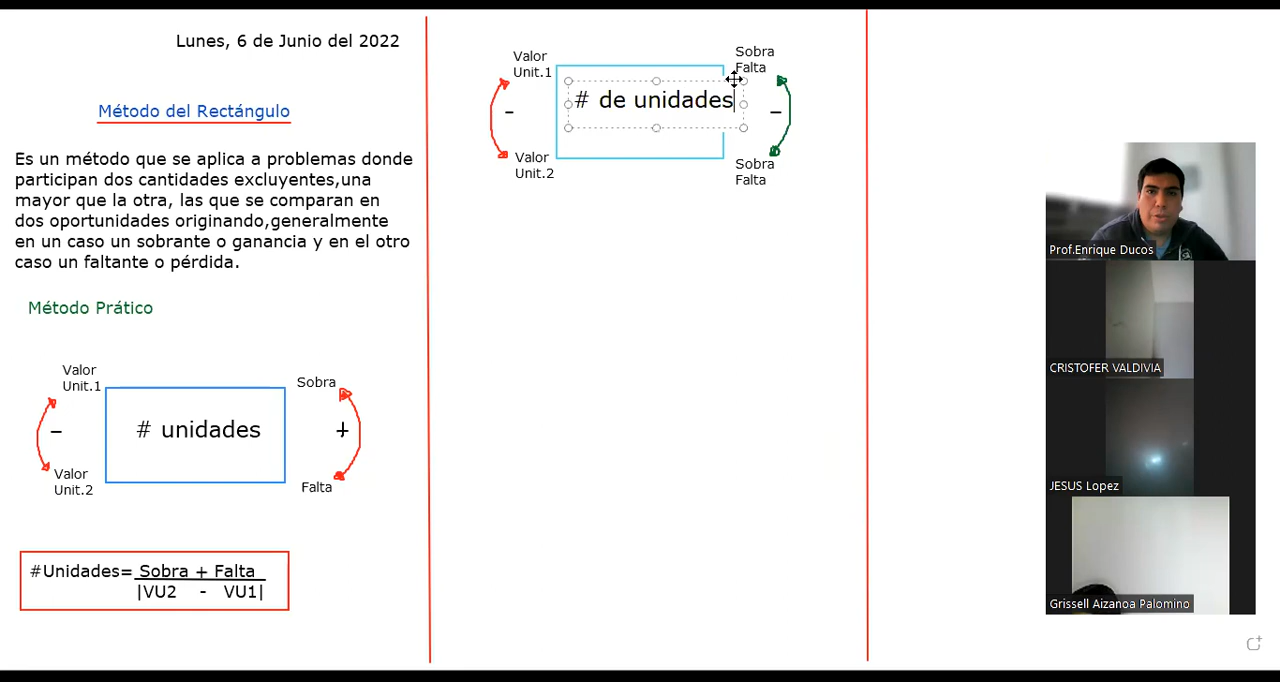 Lunes, 6 de Junio del 2022
Método del Rectángulo
Es un método que se aplica a problemas donde
participan dos cantidades excluyentes,una
mayor que la otra, las que se comparan en
dos oportunidades originando,generalmente
en un caso un sobrante o ganancia y en el otro
caso un faltante o pérdida.
Método Prático
Valor
Unit.1
Sobra
-
# unidades
+
Valor
Unit.2
Falta
#Unidades= Sobra + Falta
|VU2 - VU1|
Valor
Unit.1
Sobra
Falta
-
# de unidades
-
Valor
Unit.2
Sobra
Falta
Prof.Enrique Ducos
CRISTOFER VALDIVIA
JESUS Lopez
Grissell Aizanoa Palomino